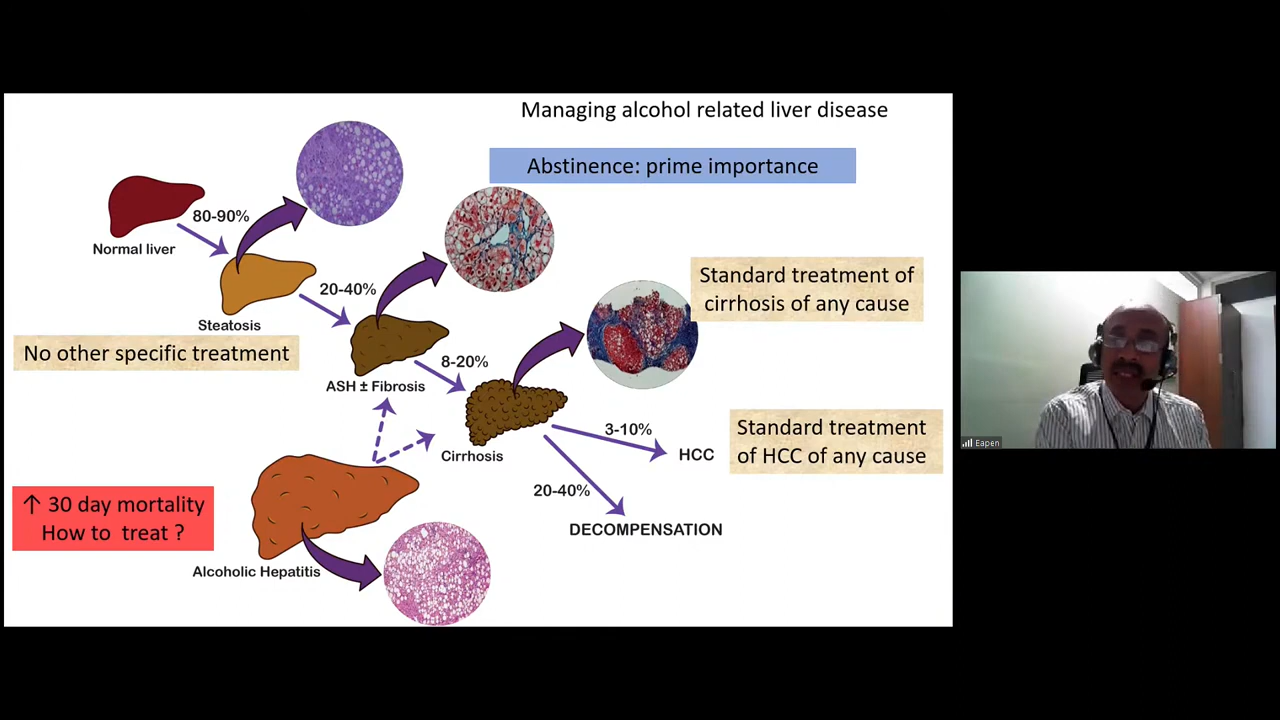 Managing alcohol related liver disease
Abstinence: prime importance
80-90%
Normal liver
20-40%
Steatosis
Standard treatment of
cirrhosis of any cause
No other specific treatment
8-20%
ASH ± Fibrosis
3-10%
HCC
Standard treatment
of HCC of any cause
Cirrhosis
20-40%
DECOMPENSATION
↑ 30 day mortality
How to treat ?
Alcoholic Hepatitis
Eapen